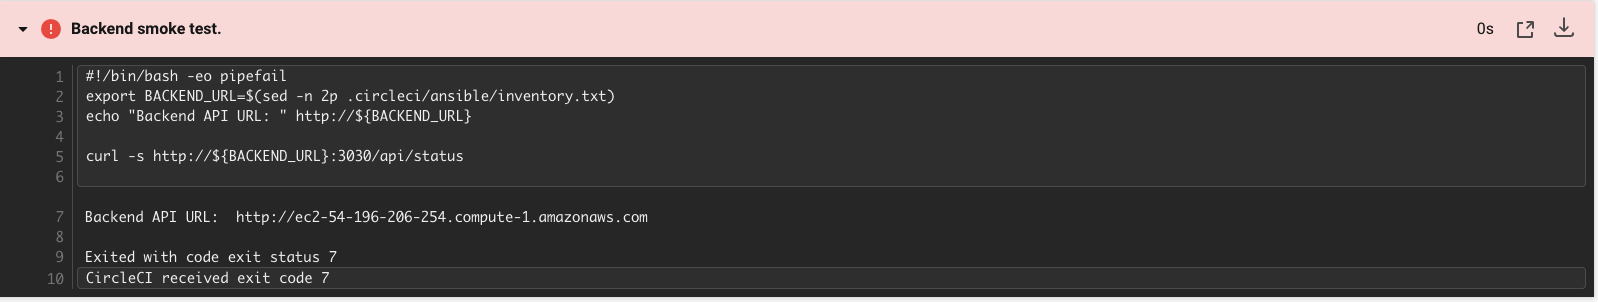 Backend smoke test.
0s
1 #!/bin/bash -eo pipefail
2 export BACKEND_URL=$(sed -n 2p .circleci/ansible/inventory.txt)
3 echo "Backend API URL: " http://${BACKEND_URL}
4
5 curl -s http://${BACKEND_URL}:3030/api/status
6
7 Backend API URL:  http://ec2-54-196-206-254.compute-1.amazonaws.com
8
9 Exited with code exit status 7
10 CircleCI received exit code 7